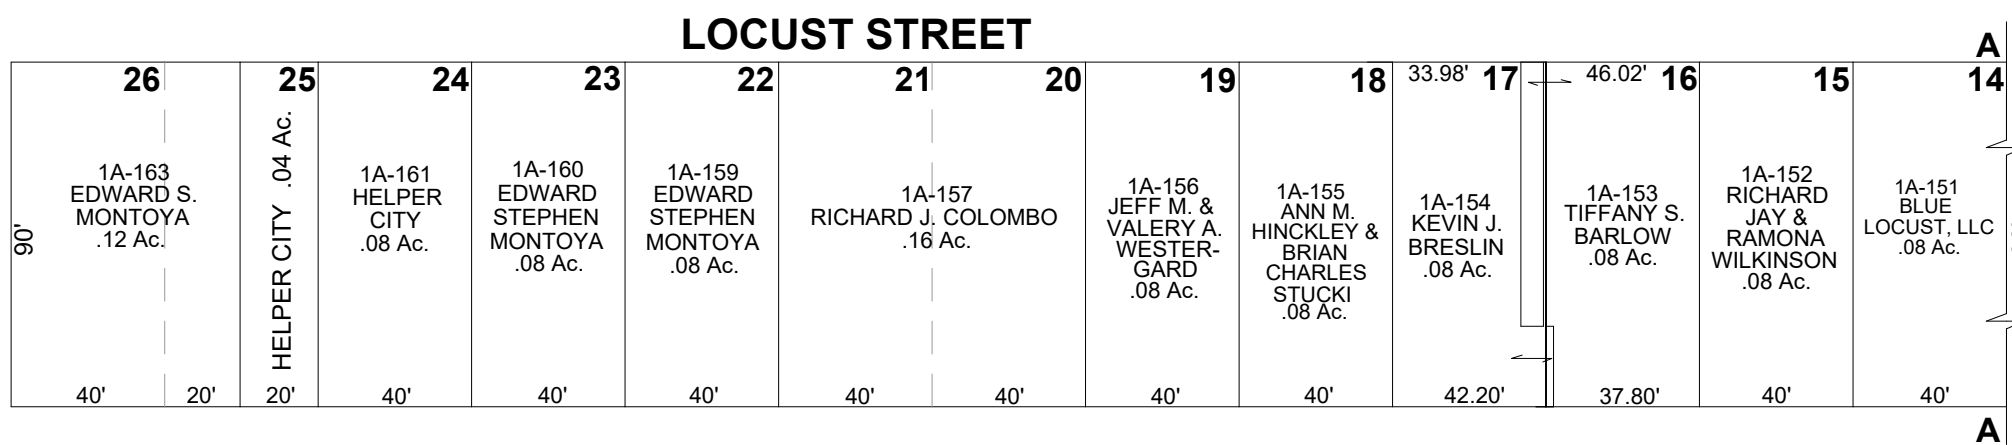 LOCUST STREET
A
26
25
24
23
22
21
20
19
18
33.98'
17
46.02'
16
15
14
90'
1A-163
EDWARD S.
MONTOYA
.12 Ac.
HELPER CITY .04 Ac.
1A-161
HELPER
CITY
.08 Ac.
1A-160
EDWARD
STEPHEN
MONTOYA
.08 Ac.
1A-159
EDWARD
STEPHEN
MONTOYA
.08 Ac.
1A-157
RICHARD J. COLOMBO
.16 Ac.
1A-156
JEFF M. &
VALERY A.
WESTER-
GARD
.08 Ac.
1A-155
ANN M.
HINCKLEY &
BRIAN
CHARLES
STUCKI
.08 Ac.
1A-154
KEVIN J.
BRESLIN
.08 Ac.
1A-153
TIFFANY S.
BARLOW
.08 Ac.
1A-152
RICHARD
JAY &
RAMONA
WILKINSON
.08 Ac.
1A-151
BLUE
LOCUST, LLC
.08 Ac.
40'
20'
20'
40'
40'
40'
40'
40'
40'
40'
42.20'
37.80'
40'
40'
A